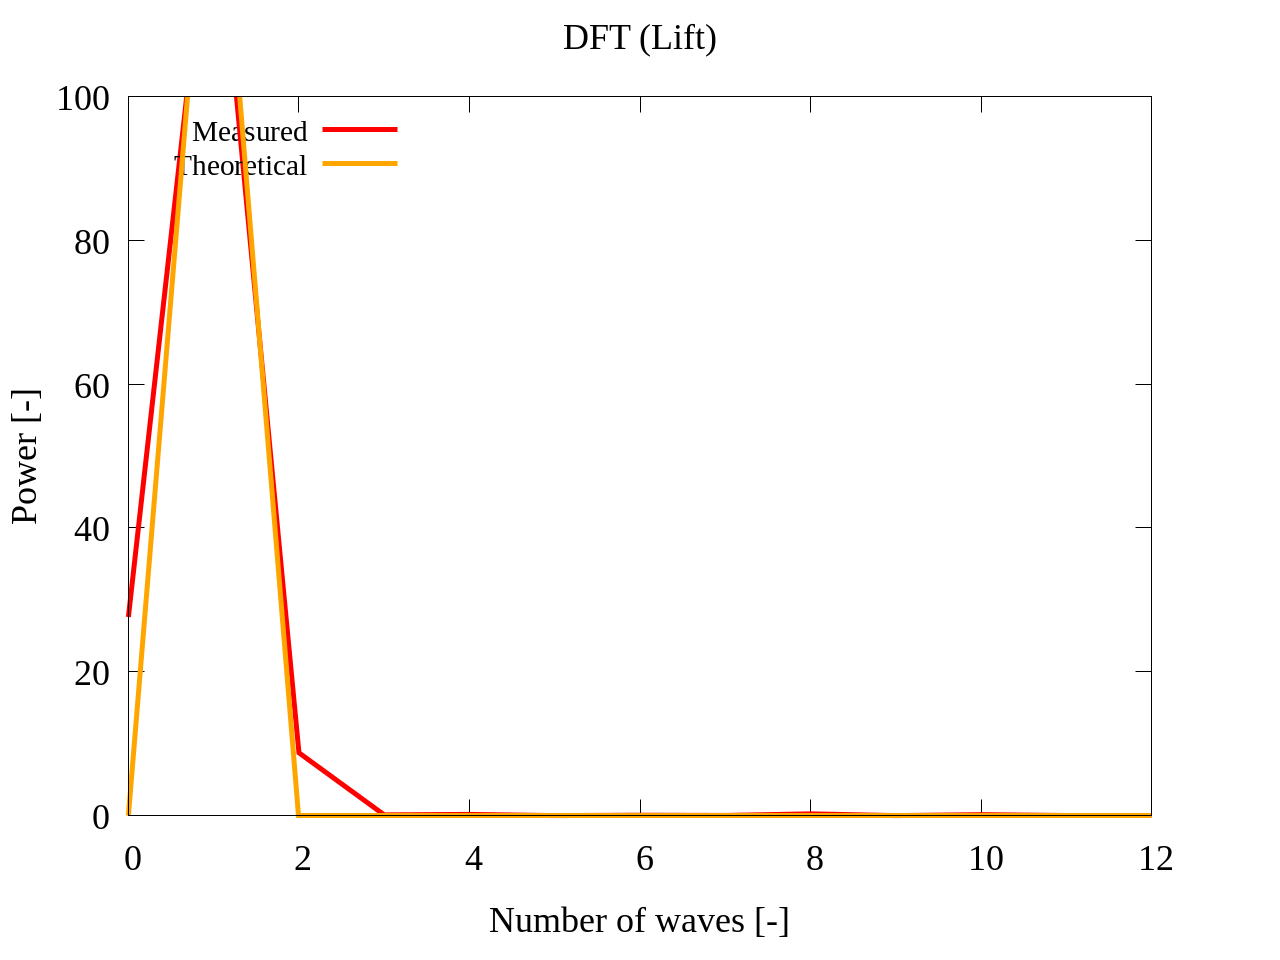 DFT (Lift)
100
80
60
40
20
0
Measured
Theoretical
Power [-]
0 2 4 6 8 10 12
Number of waves [-]